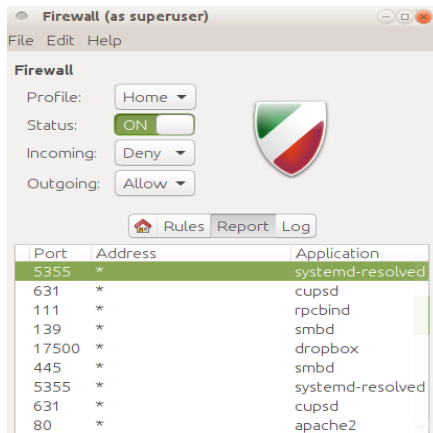 Firewall (as superuser)
File Edit Help
Firewall
Profile: Home
Status: ON
Incoming: Deny
Outgoing: Allow
Rules Report Log
Port Address Application
5355 * systemd-resolved
631 * cupsd
111 * rpcbind
139 * smbd
17500 * dropbox
445 * smbd
5355 * systemd-resolved
631 * cupsd
80 * apache2